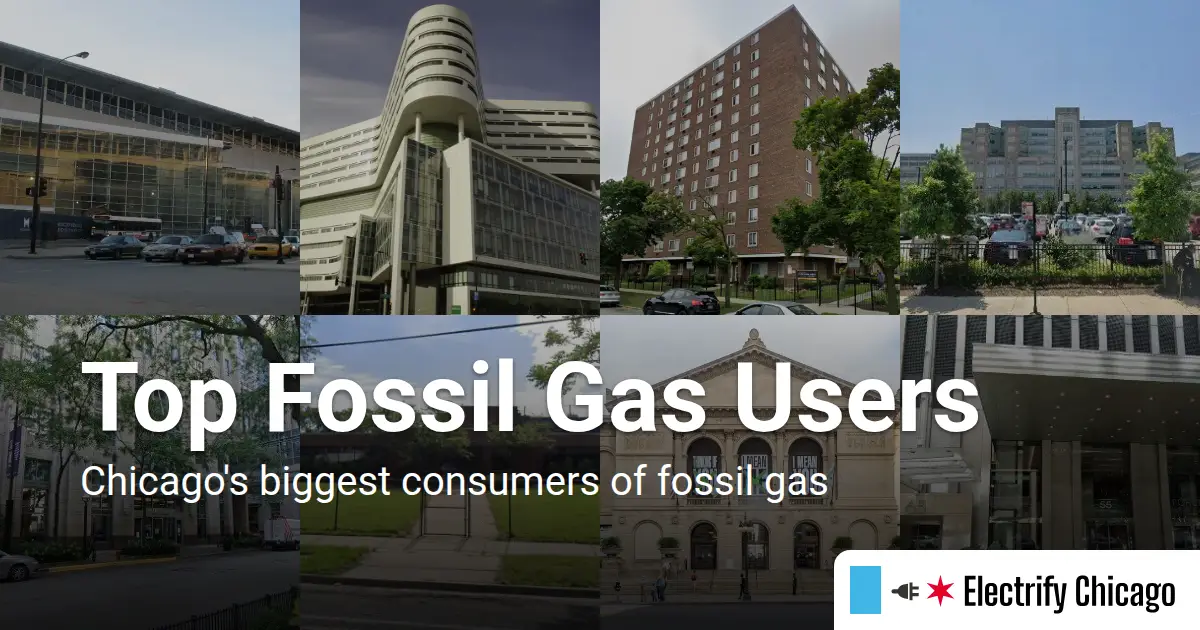 Top Fossil Gas Users
Chicago's biggest consumers of fossil gas
Electrify Chicago